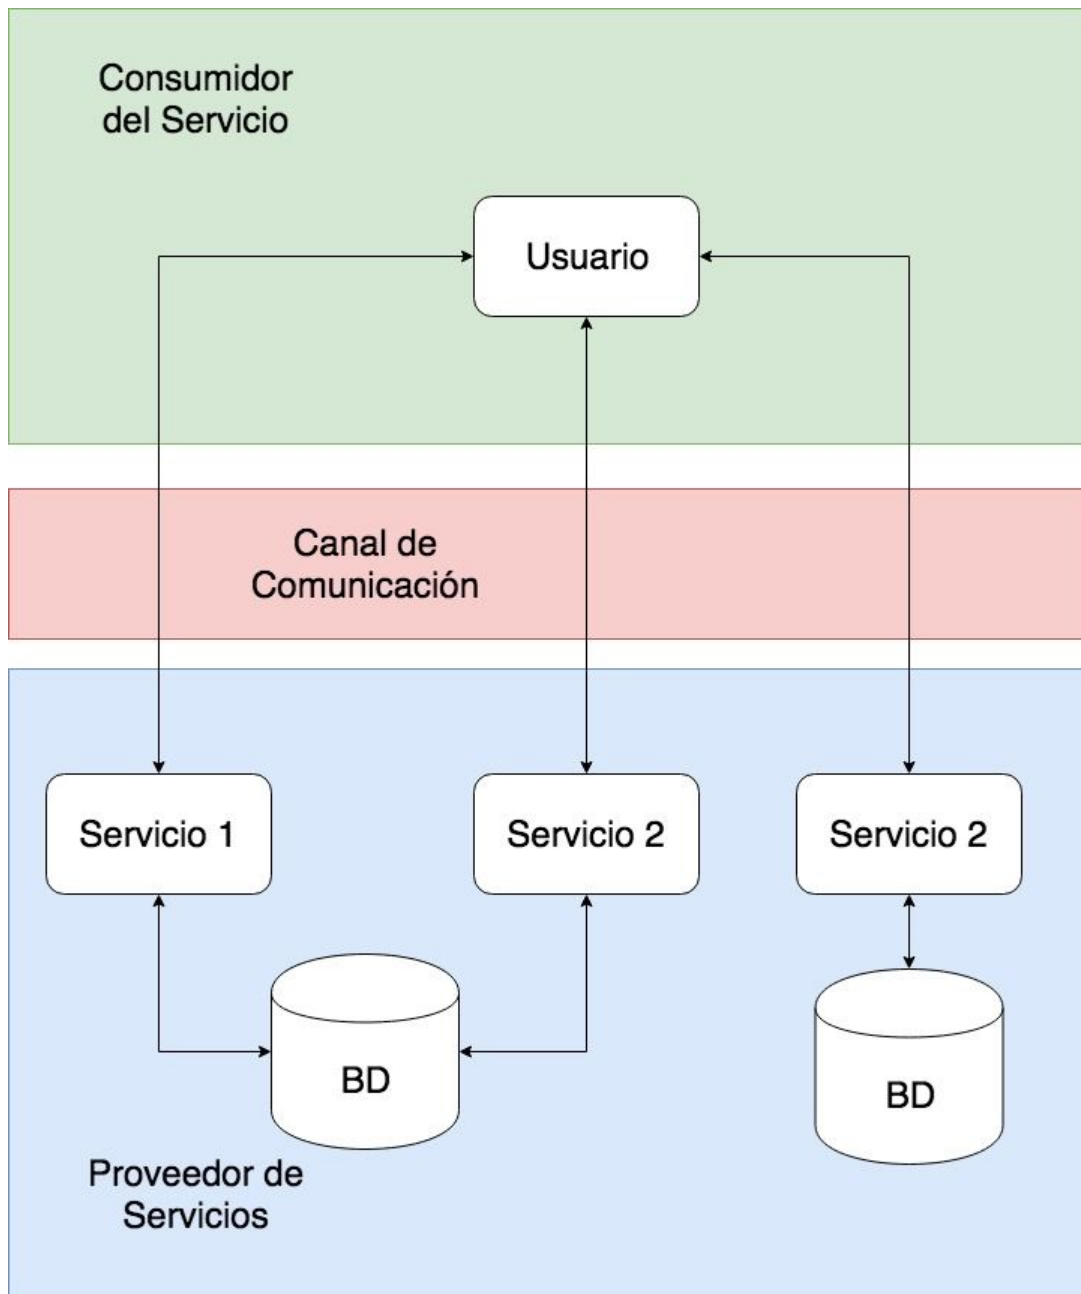 Consumidor
del Servicio
Usuario
Canal de
Comunicación
Servicio 1
Servicio 2
Servicio 2
BD
BD
Proveedor de
Servicios